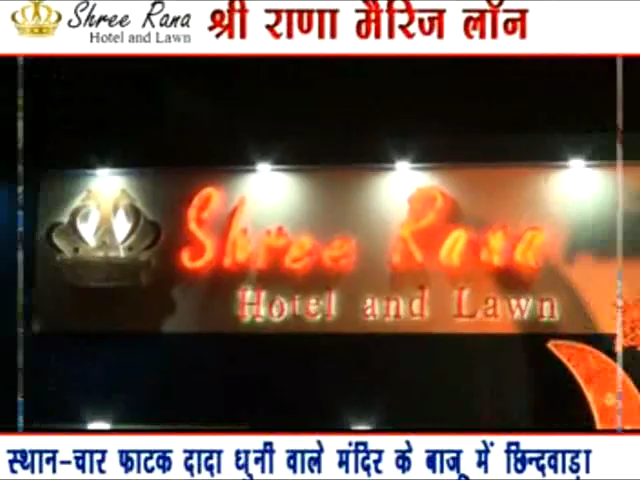 Shree Rana
Hotel and Lawn
श्री राणा मैरिज लॉन
Shree Rana
Hotel and Lawn
स्थान-चार फाटक दादा धुनी वाले मंदिर के बाजू में छिन्दवाड़ा